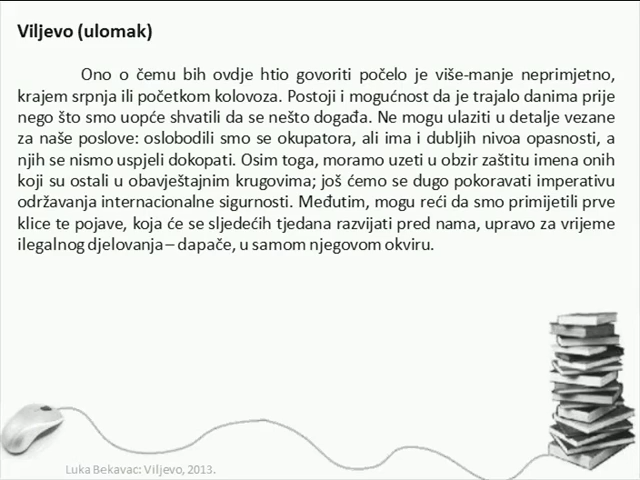 Viljevo (ulomak)
Ono o čemu bih ovdje htio govoriti počelo je više-manje neprimjetno,
krajem srpnja ili početkom kolovoza. Postoji i mogućnost da je trajalo danima prije
nego što smo uopće shvatili da se nešto događa. Ne mogu ulaziti u detalje vezane
za naše poslove: oslobodili smo se okupatora, ali ima i dubljih nivoa opasnosti, a
njih se nismo uspjeli dokopati. Osim toga, moramo uzeti u obzir zaštitu imena onih
koji su ostali u obavještajnim krugovima; još ćemo se dugo pokoravati imperativu
održavanja internacionalne sigurnosti. Međutim, mogu reći da smo primijetili prve
klice te pojave, koja će se sljedećih tjedana razvijati pred nama, upravo za vrijeme
ilegalnog djelovanja – dapače, u samom njegovom okviru.
Luka Bekavac: Viljevo, 2013.